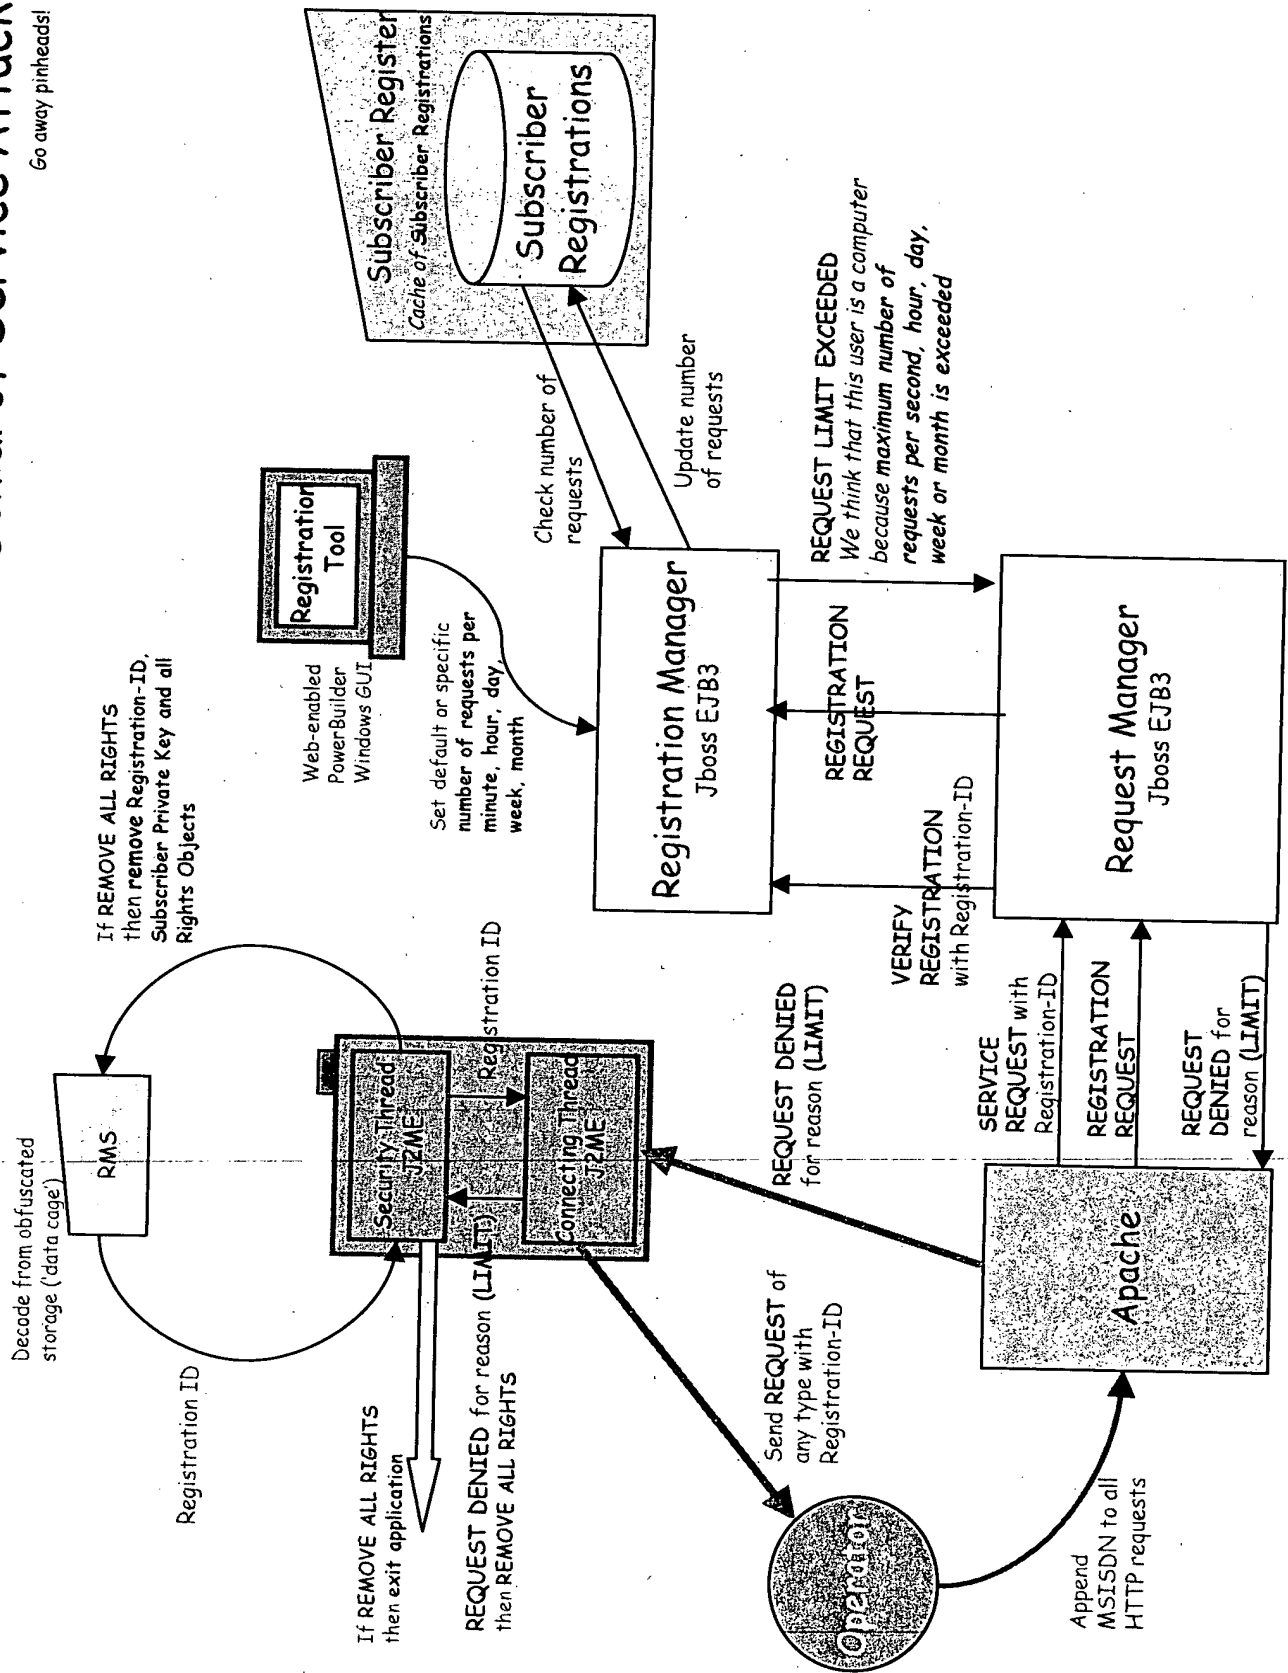 Denial of Service Attack
Go away pinheads!
Decode from obfuscated
storage ('data cage')
RMS
Registration ID
If REMOVE ALL RIGHTS
then remove Registration-ID,
Subscriber Private Key and all
Rights Objects
If REMOVE ALL RIGHTS
then exit application
Security Thread
J2ME
Registration ID
REQUEST DENIED for reason (LIMIT)
then REMOVE ALL RIGHTS
Connecting Thread
J2ME
Registration
Tool
Web-enabled
PowerBuilder
Windows GUI
Set default or specific
number of requests per
minute, hour, day,
week, month
Subscriber Register
Cache of Subscriber Registrations
Subscriber
Registrations
Check number of
requests
Update number
of requests
Registration Manager
Jboss EJB3
Send REQUEST of
any type with
Registration-ID
REQUEST DENIED
for reason (LIMIT)
VERIFY
REGISTRATION
with Registration-ID
REGISTRATION
REQUEST
REQUEST LIMIT EXCEEDED
We think that this user is a computer
because maximum number of
requests per second, hour, day,
week or month is exceeded
Operator
Append
MSISDN to all
HTTP requests
Apache
SERVICE
REQUEST with
Registration-ID
REGISTRATION
REQUEST
REQUEST
DENIED for
reason (LIMIT)
Request Manager
Jboss EJB3